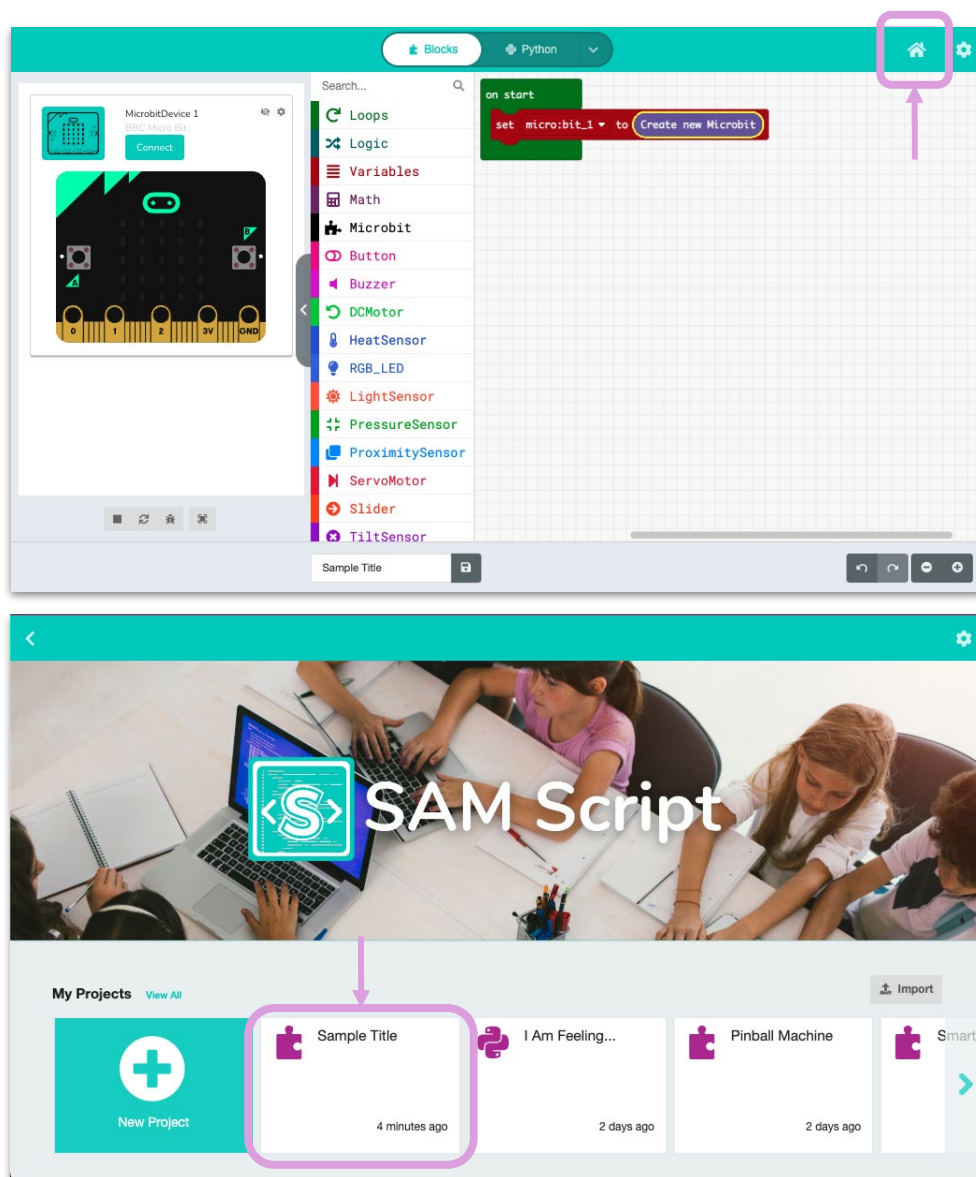 Blocks
Python
MicrobitDevice 1
BBC Micro Bit
Connect
B
A
0 1 2 3V GND
Search...
Loops
Logic
Variables
Math
Microbit
Button
Buzzer
DCMotor
HeatSensor
RGB_LED
LightSensor
PressureSensor
ProximitySensor
ServoMotor
Slider
TiltSensor
on start
set micro:bit_1 to Create new Microbit
Sample Title
<S> SAM Script
My Projects View All
Import
New Project
Sample Title
4 minutes ago
I Am Feeling...
2 days ago
Pinball Machine
2 days ago
Smart